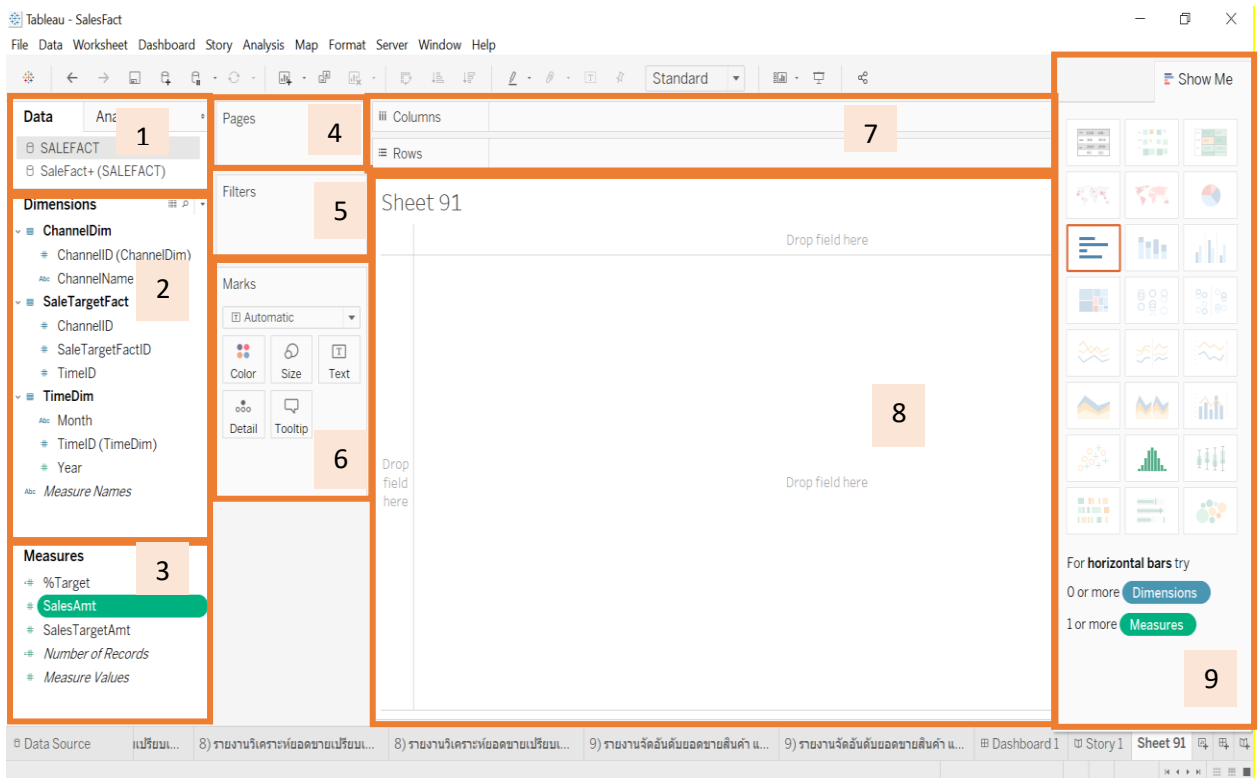 Tableau - SalesFact
File Data Worksheet Dashboard Story Analysis Map Format Server Window Help
Standard
Show Me
Data
Ana
1
SALEFACT
SaleFact+ (SALEFACT)
Dimensions
ChannelDim
# ChannelID (ChannelDim)
Abc ChannelName
2
SaleTargetFact
# ChannelID
# SaleTargetFactID
# TimeID
TimeDim
Abc Month
# TimeID (TimeDim)
# Year
Abc Measure Names
Measures
3
=# %Target
# SalesAmt
# SalesTargetAmt
=# Number of Records
# Measure Values
Pages
4
Filters
5
Marks
Automatic
Color Size Text
Detail Tooltip
6
Columns
Rows
7
Sheet 91
Drop field here
Drop
field
here
Drop field here
8
For horizontal bars try
0 or more Dimensions
1 or more Measures
9
Data Source
แปรียบเ...
8) รายงานวิเคราะห์ยอดขายเปรียบเ...
8) รายงานวิเคราะห์ยอดขายเปรียบเ...
9) รายงานจัดอันดับยอดขายสินค้า แ...
9) รายงานจัดอันดับยอดขายสินค้า แ...
Dashboard 1
Story 1
Sheet 91